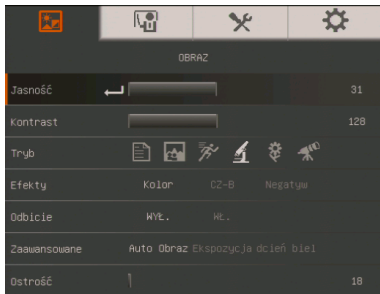 OBRAZ
Jasność 31
Kontrast 128
Tryb
Efekty Kolor CZ-B Negatyw
Odbicie WYŁ. WŁ.
Zaawansowane Auto Obraz Ekspozycja dcień biel
Ostrość 18